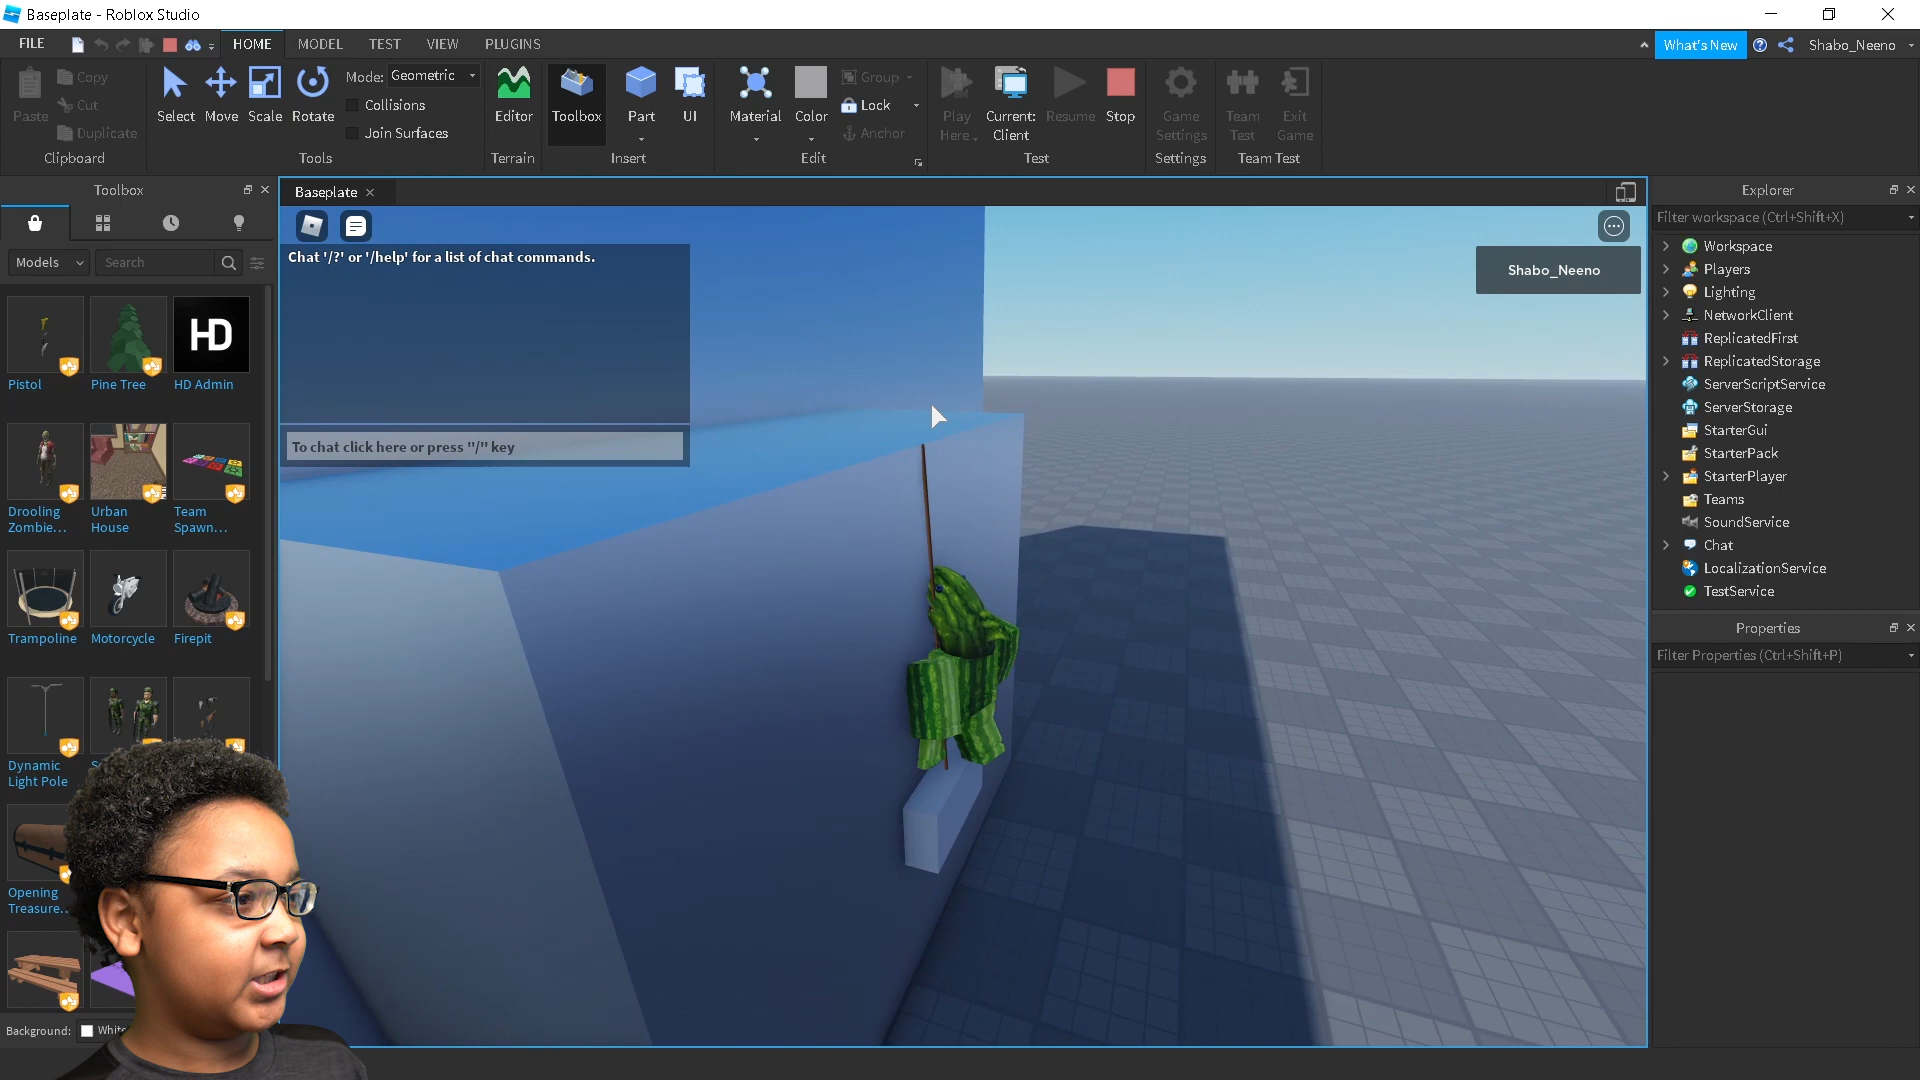 Baseplate - Roblox Studio
FILE HOME MODEL TEST VIEW PLUGINS What's New Shabo_Neeno
Paste Copy Cut Duplicate
Clipboard
Select Move Scale Rotate
Mode: Geometric
Collisions
Join Surfaces
Tools
Editor
Terrain
Toolbox Part UI
Insert
Material Color
Group
Lock
Anchor
Edit
Play Here
Current: Client
Resume Stop
Test
Game Settings
Settings
Team Test
Exit Game
Team Test
Toolbox
Models
Search
Pistol
Pine Tree
HD
HD Admin
Drooling Zombie...
Urban House
Team Spawn...
Trampoline
Motorcycle
Firepit
Dynamic Light Pole
Opening Treasure..
Background:
Baseplate
Chat '/?' or '/help' for a list of chat commands.
To chat click here or press "/" key
Shabo_Neeno
Explorer
Filter workspace (Ctrl+Shift+X)
Workspace
Players
Lighting
NetworkClient
ReplicatedFirst
ReplicatedStorage
ServerScriptService
ServerStorage
StarterGui
StarterPack
StarterPlayer
Teams
SoundService
Chat
LocalizationService
TestService
Properties
Filter Properties (Ctrl+Shift+P)